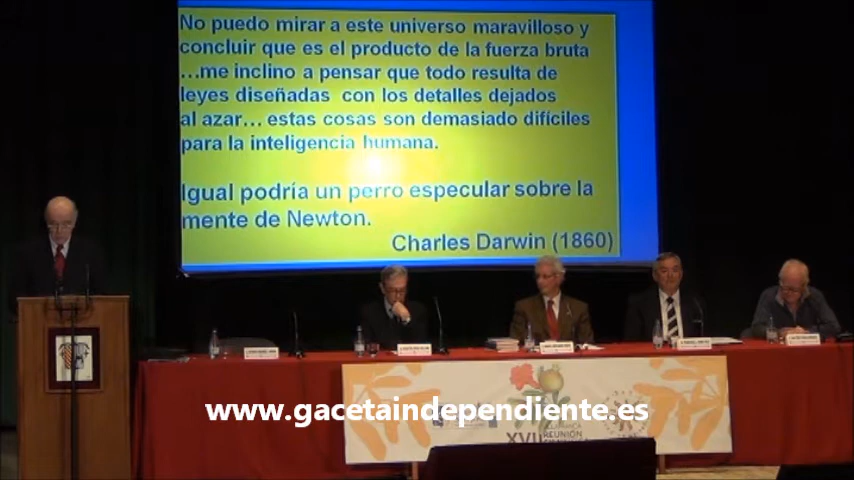 No puedo mirar a este universo maravilloso y
concluir que es el producto de la fuerza bruta
...me inclino a pensar que todo resulta de
leyes diseñadas con los detalles dejados
al azar... estas cosas son demasiado difíciles
para la inteligencia humana.
Igual podría un perro especular sobre la
mente de Newton.
Charles Darwin (1860)
www.gacetaindependiente.es
XVII
REUNIÓN